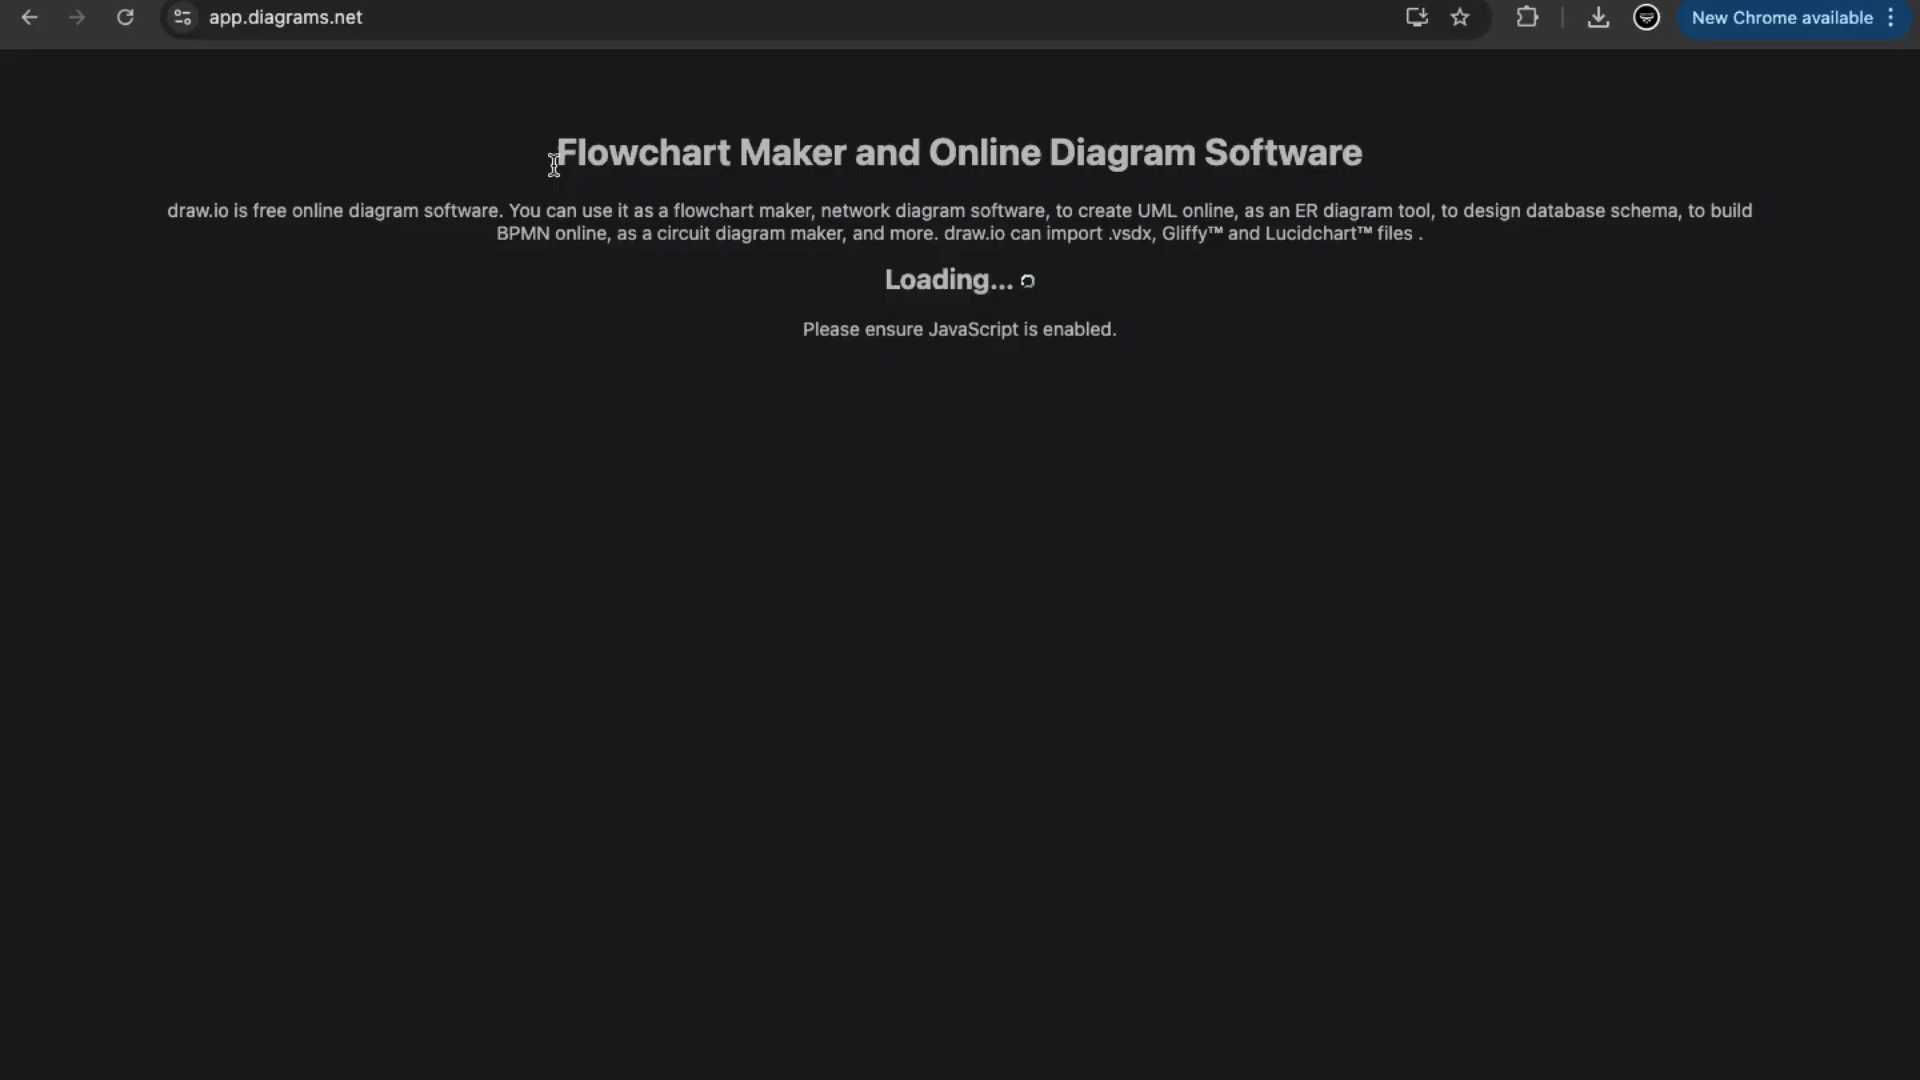 app.diagrams.net
New Chrome available
Flowchart Maker and Online Diagram Software
draw.io is free online diagram software. You can use it as a flowchart maker, network diagram software, to create UML online, as an ER diagram tool, to design database schema, to build
BPMN online, as a circuit diagram maker, and more. draw.io can import .vsdx, Gliffy™ and Lucidchart™ files .
Loading...
Please ensure JavaScript is enabled.